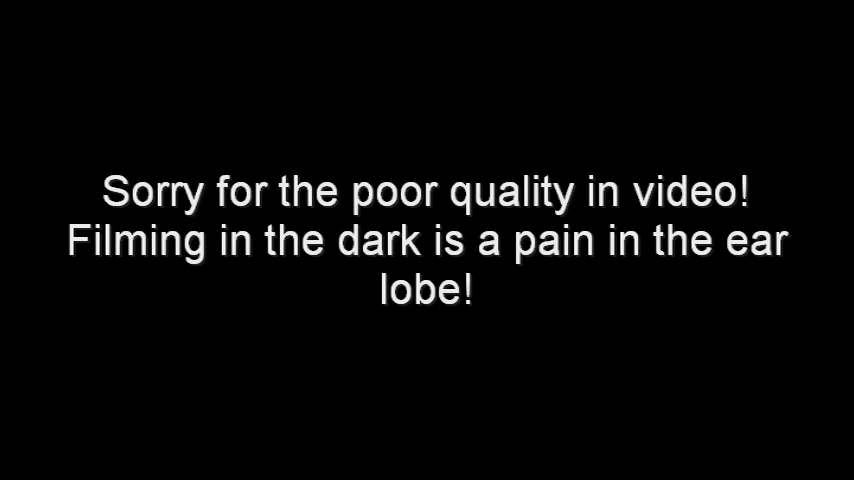 Sorry for the poor quality in video!
Filming in the dark is a pain in the ear
lobe!